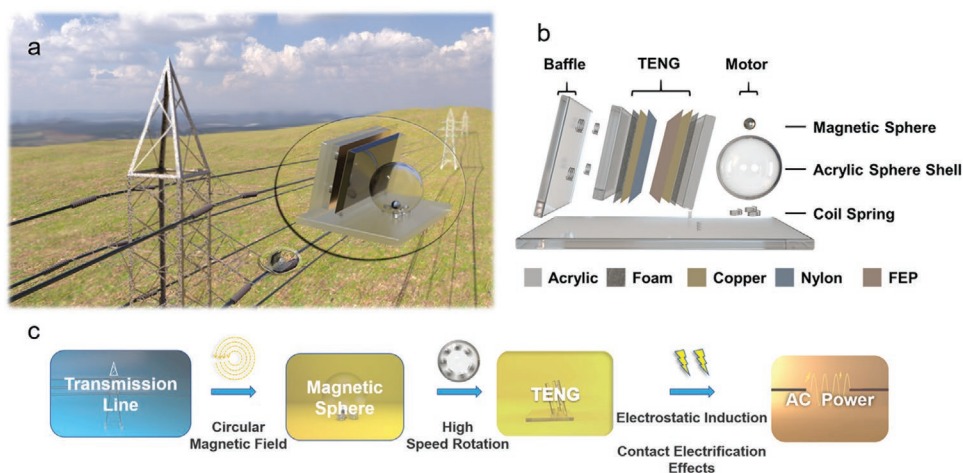 a
b
Baffle TENG Motor
Magnetic Sphere
Acrylic Sphere Shell
Coil Spring
Acrylic Foam Copper Nylon FEP
c
Transmission
Line
Circular
Magnetic Field
Magnetic
Sphere
High
Speed Rotation
TENG
Electrostatic Induction
Contact Electrification
Effects
AC Power